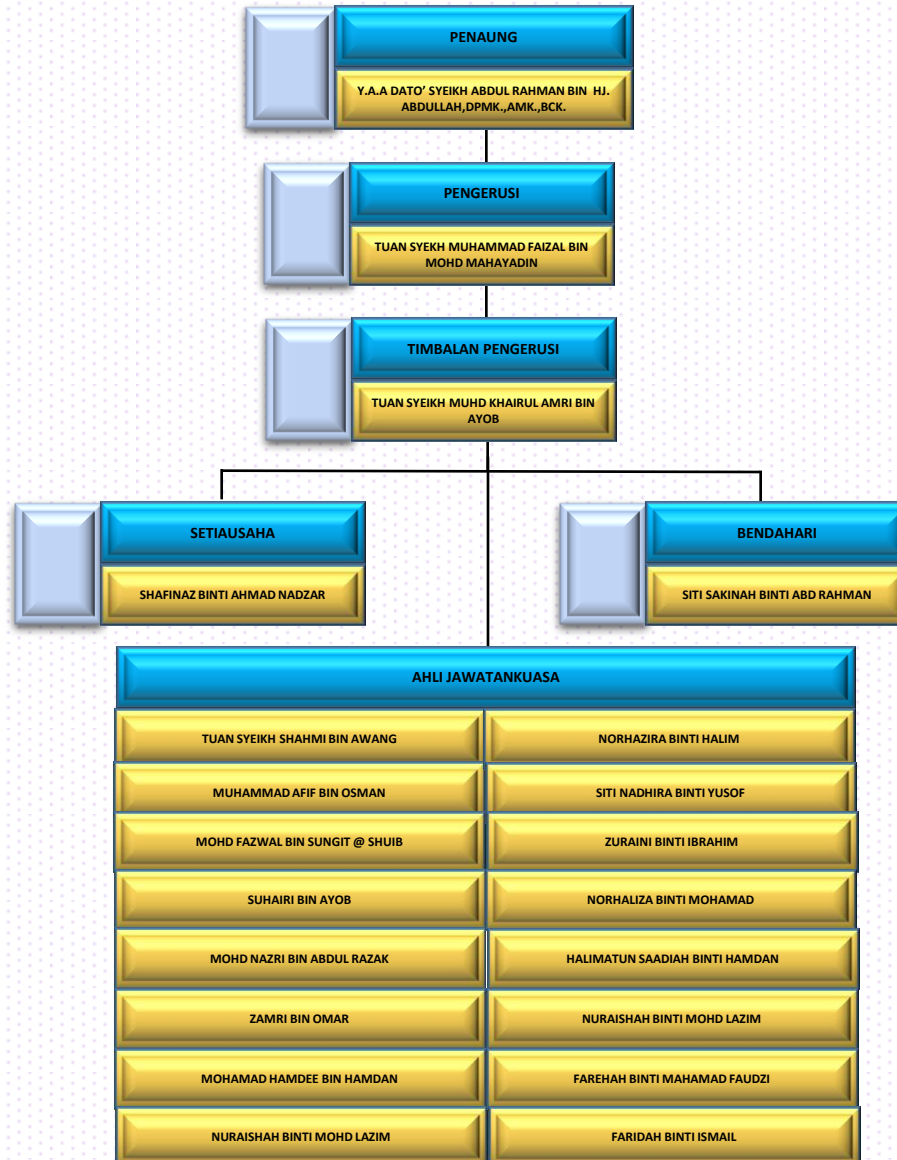 PENAUNG
Y.A.A DATO' SYEIKH ABDUL RAHMAN BIN HJ.
ABDULLAH,DPMK.,AMK.,BCK.
PENGERUSI
TUAN SYEKH MUHAMMAD FAIZAL BIN
MOHD MAHAYADIN
TIMBALAN PENGERUSI
TUAN SYEIKH MUHD KHAIRUL AMRI BIN
AYOB
SETIAUSAHA
SHAFINAZ BINTI AHMAD NADZAR
BENDAHARI
SITI SAKINAH BINTI ABD RAHMAN
AHLI JAWATANKUASA
TUAN SYEIKH SHAHMI BIN AWANG
NORHAZIRA BINTI HALIM
MUHAMMAD AFIF BIN OSMAN
SITI NADHIRA BINTI YUSOF
MOHD FAZWAL BIN SUNGIT @ SHUIB
ZURAINI BINTI IBRAHIM
SUHAIRI BIN AYOB
NORHALIZA BINTI MOHAMAD
MOHD NAZRI BIN ABDUL RAZAK
HALIMATUN SAADIAH BINTI HAMDAN
ZAMRI BIN OMAR
NURAISHAH BINTI MOHD LAZIM
MOHAMAD HAMDEE BIN HAMDAN
FAREHAH BINTI MAHAMAD FAUDZI
NURAISHAH BINTI MOHD LAZIM
FARIDAH BINTI ISMAIL